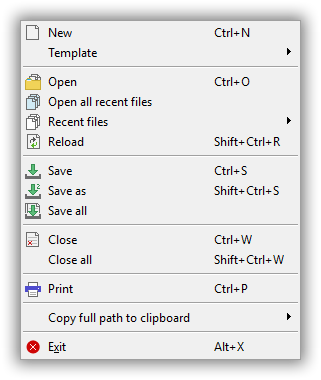 New Ctrl+N
Template
Open Ctrl+O
Open all recent files
Recent files
Reload Shift+Ctrl+R
Save Ctrl+S
Save as Shift+Ctrl+S
Save all
Close Ctrl+W
Close all Shift+Ctrl+W
Print Ctrl+P
Copy full path to clipboard
Exit Alt+X